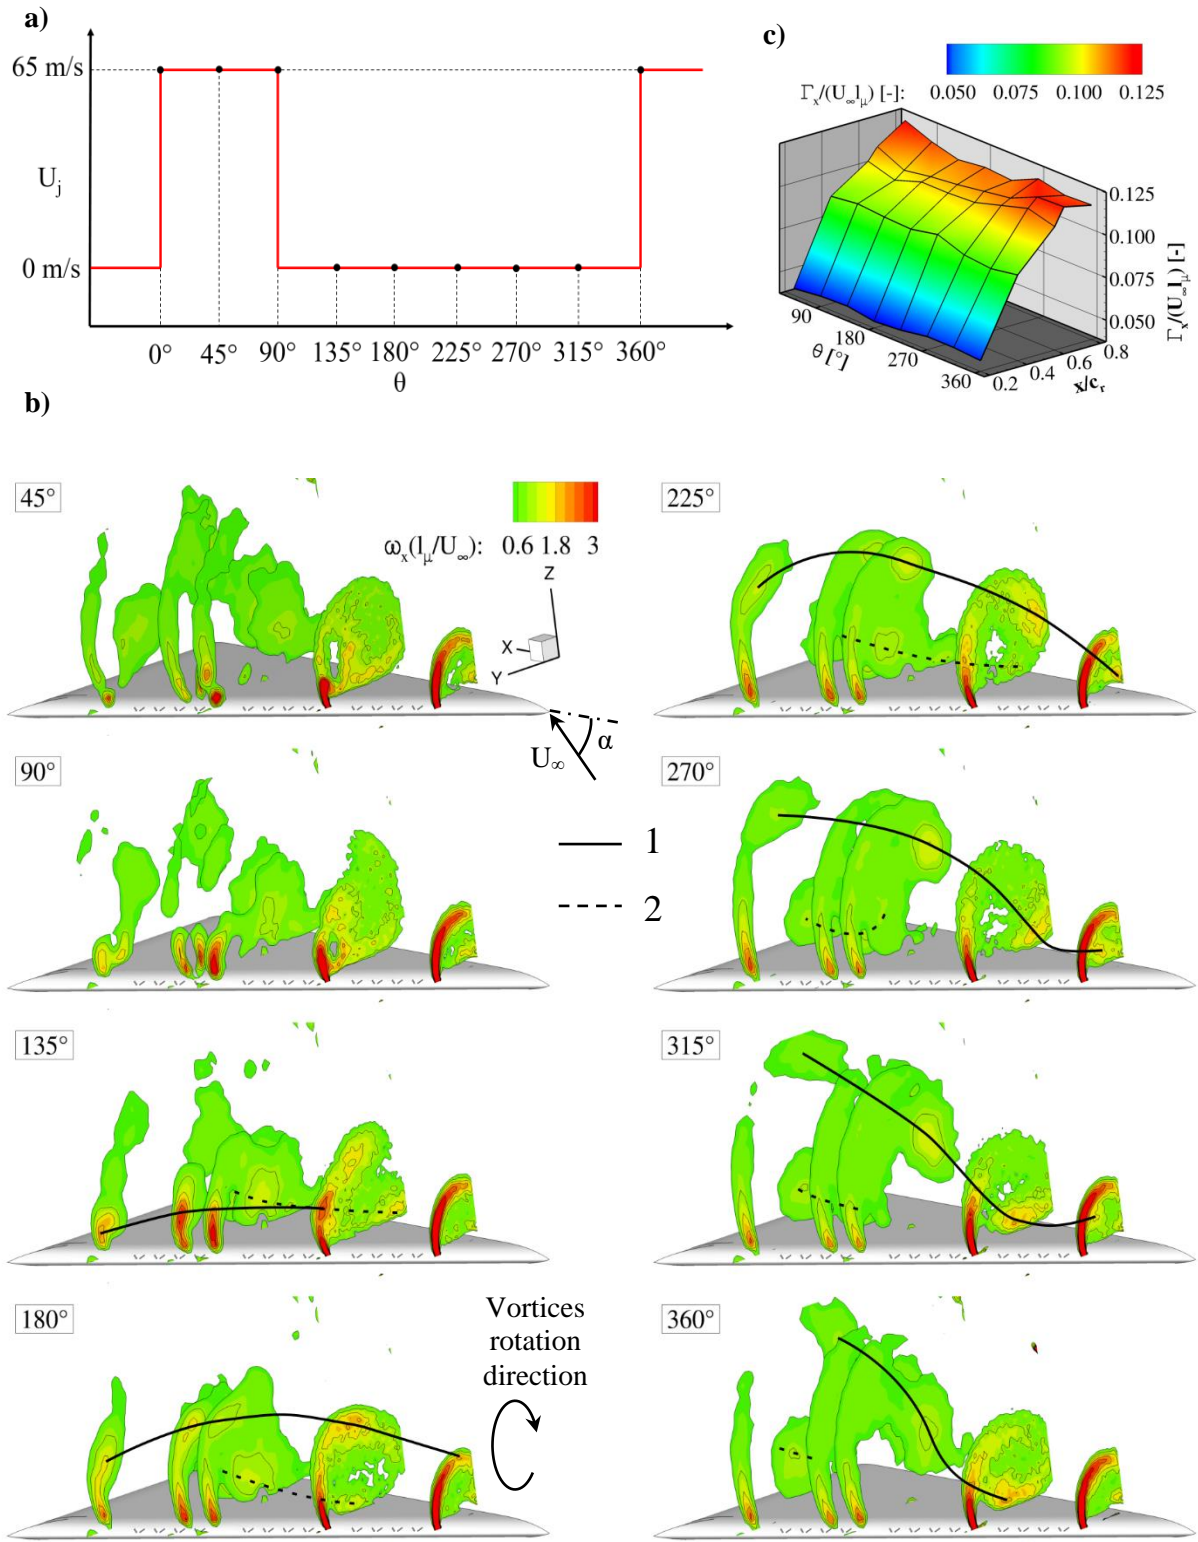 a)
65 m/s
U_j
0 m/s
0° 45° 90° 135° 180° 225° 270° 315° 360°
θ
c)
Γ_x/(U_∞l_μ) [-]: 0.050 0.075 0.100 0.125
0.125
0.100
0.075
0.050
Γ_x/(U_∞l_μ) [-]
90
180
270
360
θ [°]
0.2 0.4 0.6 0.8
x/c_r
b)
45°
ω_x(l_μ/U_∞): 0.6 1.8 3
Z
X
Y
α
U_∞
225°
90°
1
2
270°
135°
315°
180°
Vortices
rotation
direction
360°